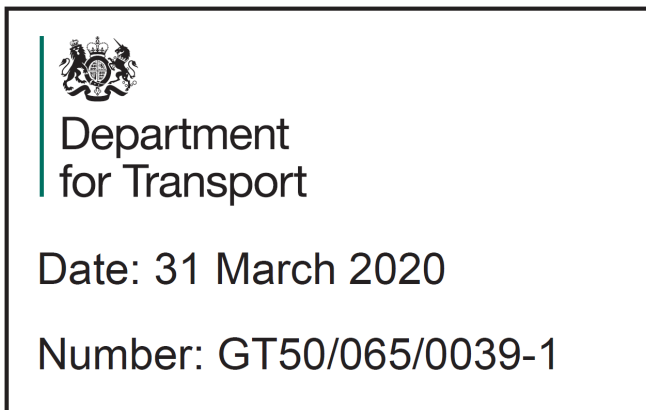 Department
for Transport
Date: 31 March 2020
Number: GT50/065/0039-1